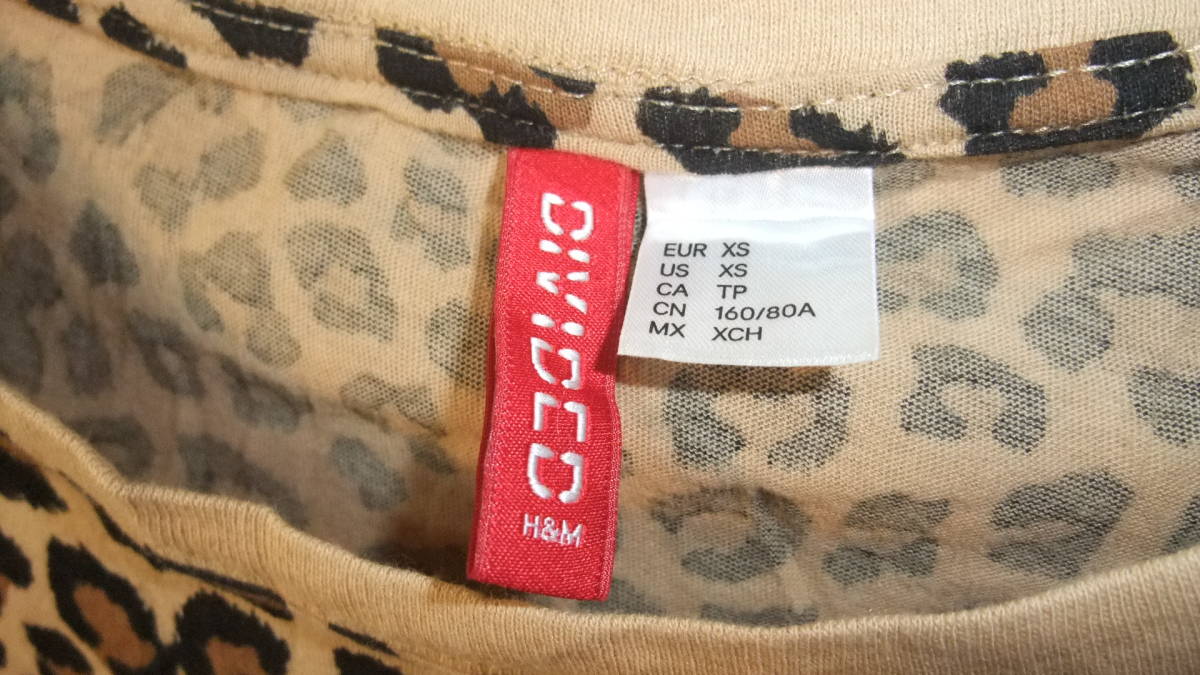 DIVIDED
H&M
EUR XS
US XS
CA TP
CN 160/80A
MX XCH